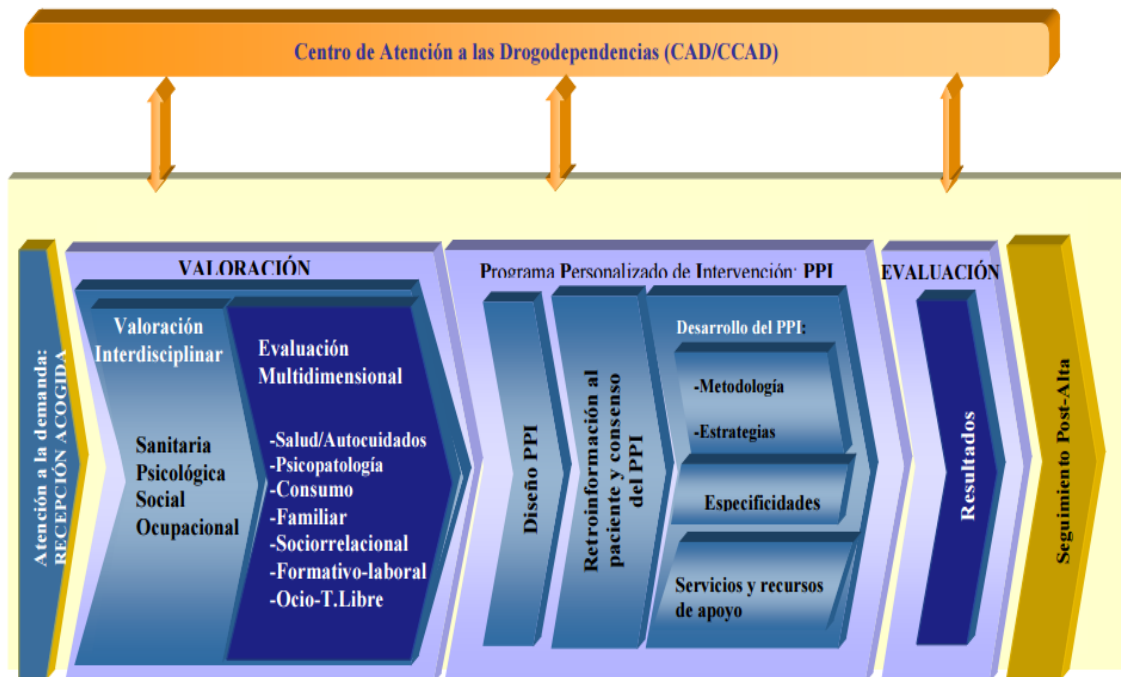 Centro de Atención a las Drogodependencias (CAD/CCAD)
Atención a la demanda:
RECEPCIÓN ACOGIDA
VALORACIÓN
Valoración
Interdisciplinar
Sanitaria
Psicológica
Social
Ocupacional
Evaluación
Multidimensional
-Salud/Autocuidados
-Psicopatología
-Consumo
-Familiar
-Sociorrelacional
-Formativo-laboral
-Ocio-T.Libre
Programa Personalizado de Intervención: PPI
Diseño PPI
Retroinformación al
paciente y consenso
del PPI
Desarrollo del PPI:
-Metodología
-Estrategias
Especificidades
Servicios y recursos
de apoyo
EVALUACIÓN
Resultados
Seguimiento Post-Alta